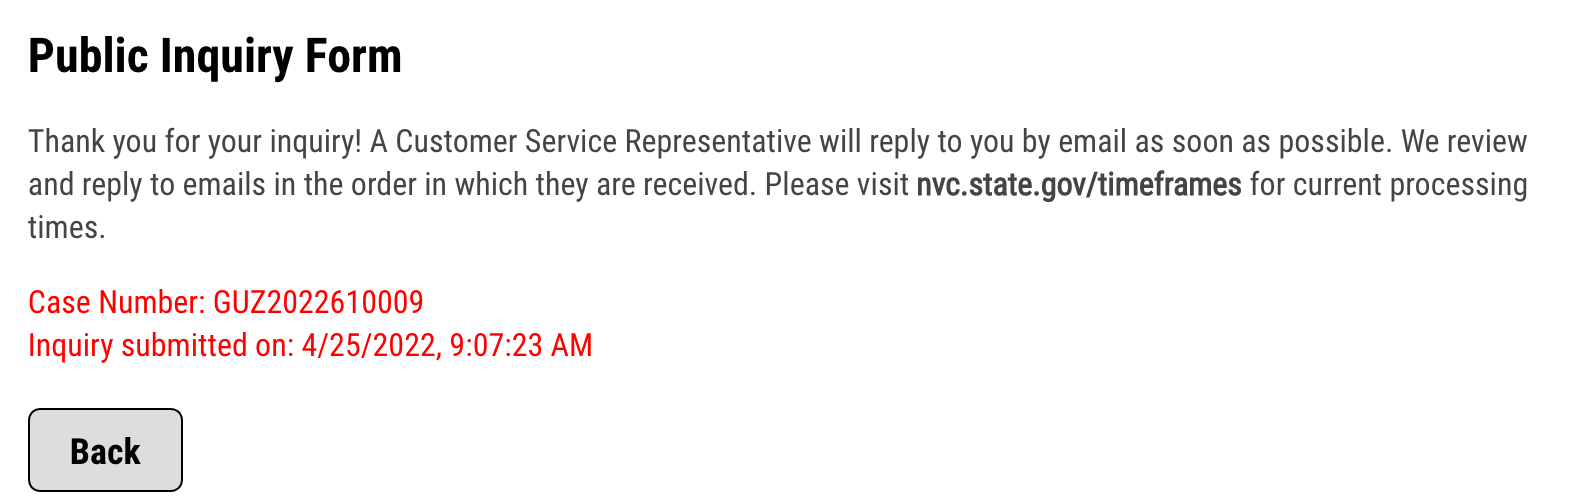 Public Inquiry Form
Thank you for your inquiry! A Customer Service Representative will reply to you by email as soon as possible. We review
and reply to emails in the order in which they are received. Please visit nvc.state.gov/timeframes for current processing
times.
Case Number: GUZ2022610009
Inquiry submitted on: 4/25/2022, 9:07:23 AM
Back